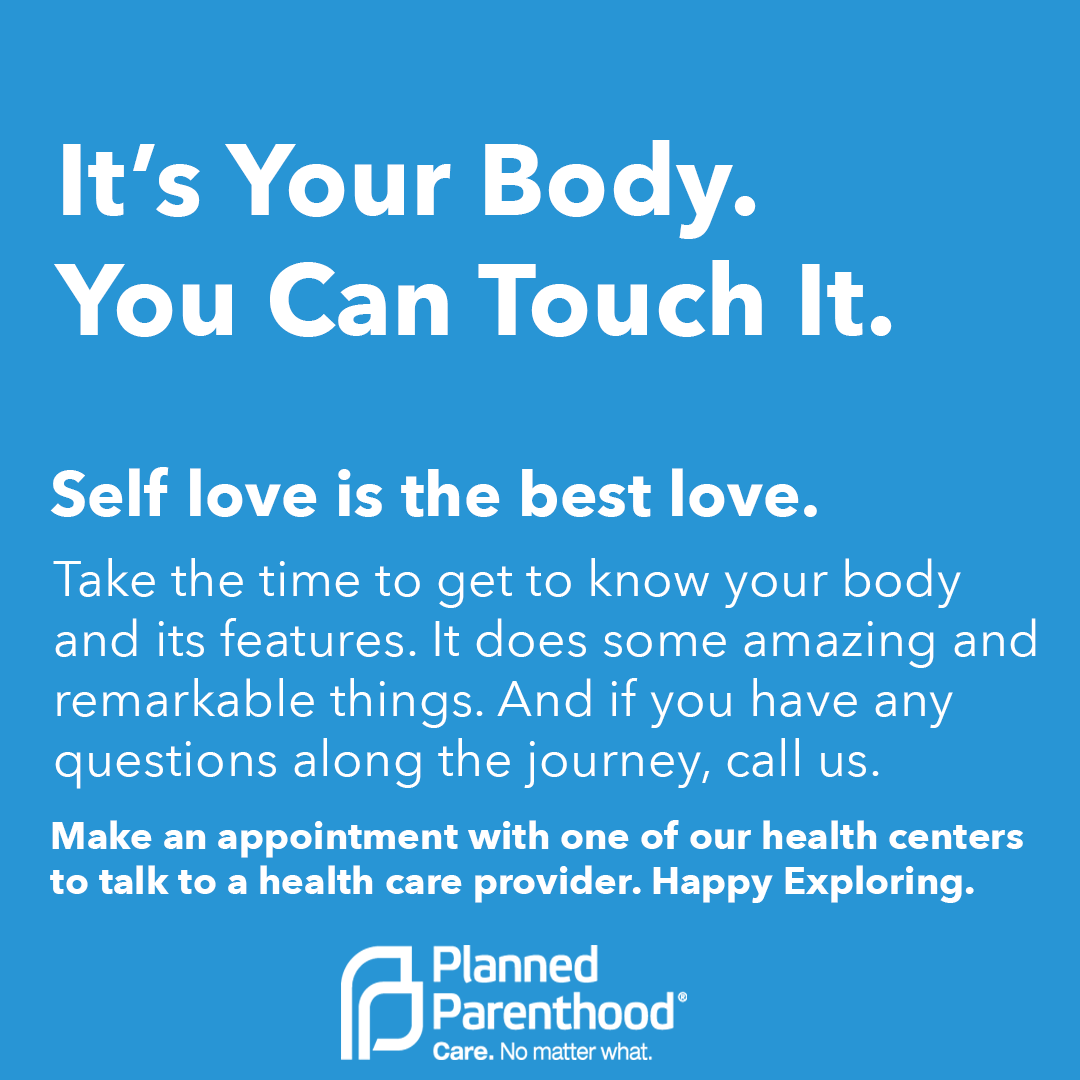 It’s Your Body.
You Can Touch It.
Self love is the best love.
Take the time to get to know your body
and its features. It does some amazing and
remarkable things. And if you have any
questions along the journey, call us.
Make an appointment with one of our health centers
to talk to a health care provider. Happy Exploring.
Planned
Parenthood®
Care. No matter what.